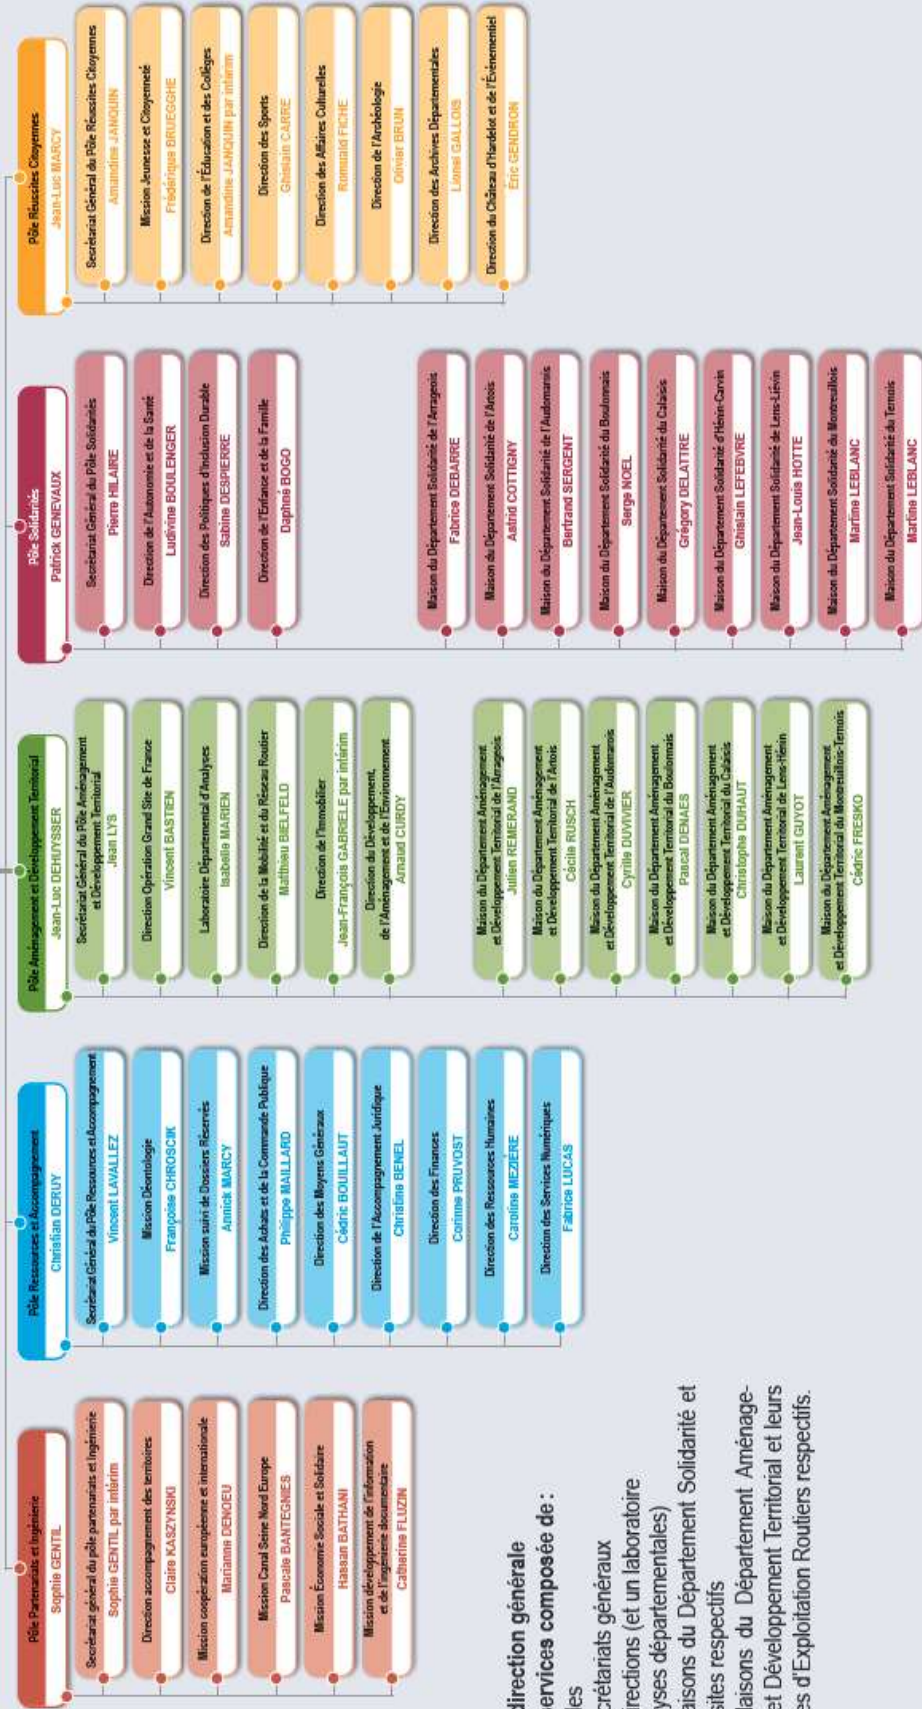 Pôle Partenariats et Ingénierie
Sophie GENTIL
Secrétariat général du pôle partenariats et Ingénierie
Sophie GENTIL par intérim
Direction accompagnement des territoires
Claire KASZYNSKI
Mission coopération européenne et internationale
Marianne DENOEU
Mission Canal Seine Nord Europe
Pascale BANTEGNIES
Mission Économie Sociale et Solidaire
Hassan BATHANI
Mission développement de l'information
et de l'ingénierie documentaire
Catherine FLUZIN
Pôle Ressources et Accompagnement
Christian DERUY
Secrétariat Général du Pôle Ressources et Accompagnement
Vincent LAVALLEZ
Mission Déontologie
Françoise CHROSCIK
Mission suivi de Dossiers Réservés
Annick MARCY
Direction des Achats et de la Commande Publique
Philippe MAILLARD
Direction des Moyens Généraux
Cédric BOUILLAUT
Direction de l'Accompagnement Juridique
Christine BENEL
Direction des Finances
Corinne PRUVOST
Direction des Ressources Humaines
Caroline MEZIÈRE
Direction des Services Numériques
Fabrice LUCAS
Pôle Aménagement et Développement Territorial
Jean-Luc DEHUYSSER
Secrétariat Général du Pôle Aménagement
et Développement Territorial
Jean LYS
Direction Opération Grand Site de France
Vincent BASTIEN
Laboratoire Départemental d'Analyses
Isabelle MARIEN
Direction de la Mobilité et du Réseau Routier
Matthieu BIELFELD
Direction de l'Immobilier
Jean-François GABRIELE par intérim
Direction du Développement,
de l'Aménagement et de l'Environnement
Arnaud CURDY
Maison du Département Aménagement
et Développement Territorial de l'Arrageois
Julien REMERAND
Maison du Département Aménagement
et Développement Territorial de l'Artois
Cécile RUSCH
Maison du Département Aménagement
et Développement Territorial de l'Audomarois
Cyrille DUVIVIER
Maison du Département Aménagement
et Développement Territorial du Boulonnais
Pascal DENAES
Maison du Département Aménagement
et Développement Territorial du Calaisis
Christophe DURHAUT
Maison du Département Aménagement
et Développement Territorial de Lens-Hénin
Laurent GUYOT
Maison du Département Aménagement
et Développement Territorial du Montreuillois-Ternois
Cédric FRESKO
Pôle Solidarités
Patrick GENEVAUX
Secrétariat Général du Pôle Solidarités
Pierre HILAIRE
Direction de l'Autonomie et de la Santé
Ludivine BOULENGER
Direction des Politiques d'Inclusion Durable
Sabine DESPIERRE
Direction de l'Enfance et de la Famille
Daphné BOGO
Maison du Département Solidarité de l'Arrageois
Fabrice DEBARRE
Maison du Département Solidarité de l'Artois
Astrid COTTIGNY
Maison du Département Solidarité de l'Audomarois
Bertrand SERGENT
Maison du Département Solidarité du Boulonnais
Serge NOEL
Maison du Département Solidarité du Calaisis
Grégory DELATTRE
Maison du Département Solidarité d'Hénin-Carvin
Ghislain LEFEBVRE
Maison du Département Solidarité de Lens-Liévin
Jean-Louis HOTTE
Maison du Département Solidarité du Montreuillois
Martine LEBLANC
Maison du Département Solidarité du Ternois
Martine LEBLANC
Pôle Réussites Citoyennes
Jean-Luc MARCY
Secrétariat Général du Pôle Réussites Citoyennes
Amandine JANQUIN
Mission Jeunesse et Citoyenneté
Frédérique BRUEGGHE
Direction de l'Éducation et des Collèges
Amandine JANQUIN par intérim
Direction des Sports
Ghislain CARRE
Direction des Affaires Culturelles
Romuald FICHE
Direction de l'Archéologie
Olivier BRUN
Direction des Archives Départementales
Lionel GALLOIS
Direction du Château d'Hardelot et de l'Événementiel
Éric GENDRON
direction générale
ervices composée de :
les
crétariats généraux
rections (et un laboratoire
yses départementales)
aisons du Département Solidarité et
sites respectifs
laisons du Département Aménage-
et Développement Territorial et leurs
es d'Exploitation Routiers respectifs.